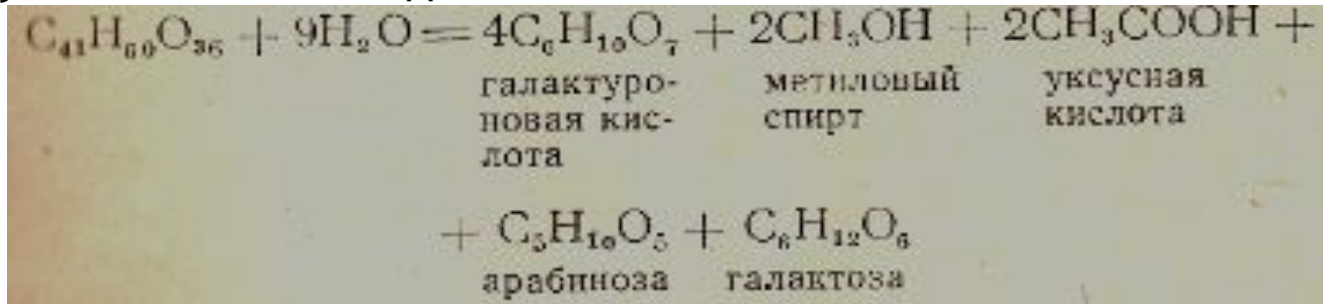 C₄₁H₆₀O₃₆ + 9H₂O = 4C₆H₁₀O₇ + 2CH₃OH + 2CH₃COOH +
галактуро- метиловый уксусная
новая кис- спирт кислота
лота
+ C₅H₁₀O₅ + C₆H₁₂O₆
арабиноза галактоза